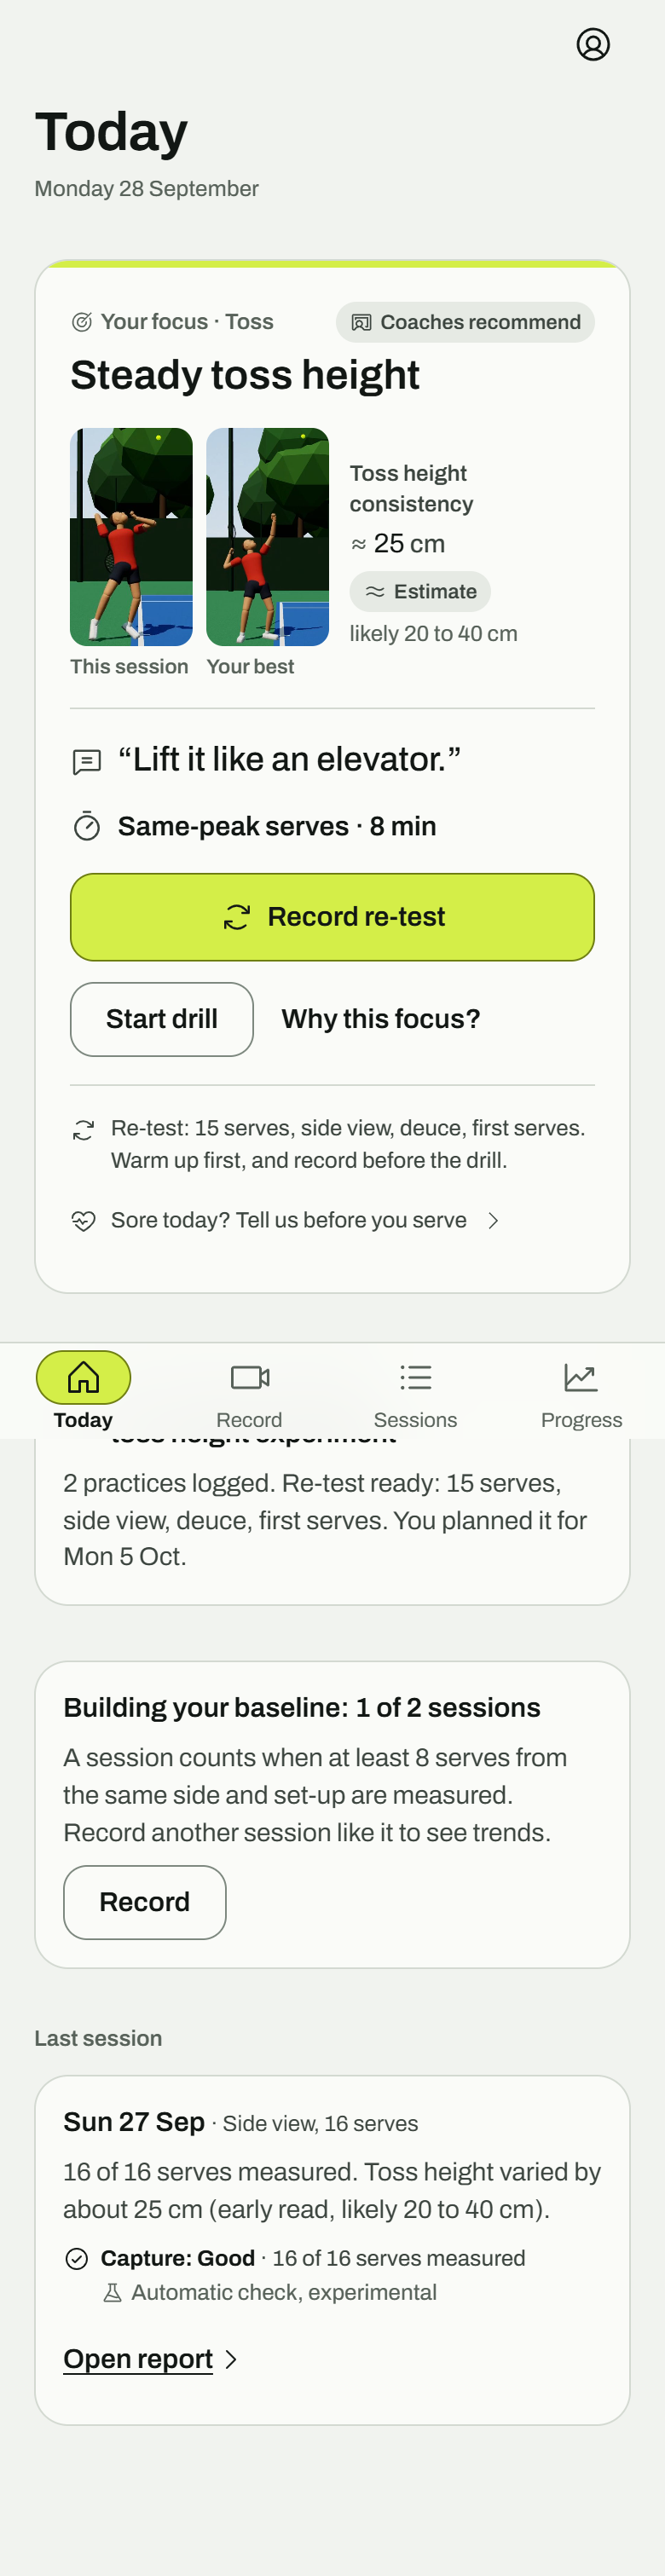 Today
Monday 28 September
Your focus · Toss
Coaches recommend
Steady toss height
Toss height
consistency
≈ 25 cm
Estimate
likely 20 to 40 cm
This session
Your best
“Lift it like an elevator.”
Same-peak serves · 8 min
Record re-test
Start drill
Why this focus?
Re-test: 15 serves, side view, deuce, first serves.
Warm up first, and record before the drill.
Sore today? Tell us before you serve
Today
Record
Sessions
Progress
toss height experiment
2 practices logged. Re-test ready: 15 serves,
side view, deuce, first serves. You planned it for
Mon 5 Oct.
Building your baseline: 1 of 2 sessions
A session counts when at least 8 serves from
the same side and set-up are measured.
Record another session like it to see trends.
Record
Last session
Sun 27 Sep · Side view, 16 serves
16 of 16 serves measured. Toss height varied by
about 25 cm (early read, likely 20 to 40 cm).
Capture: Good · 16 of 16 serves measured
Automatic check, experimental
Open report